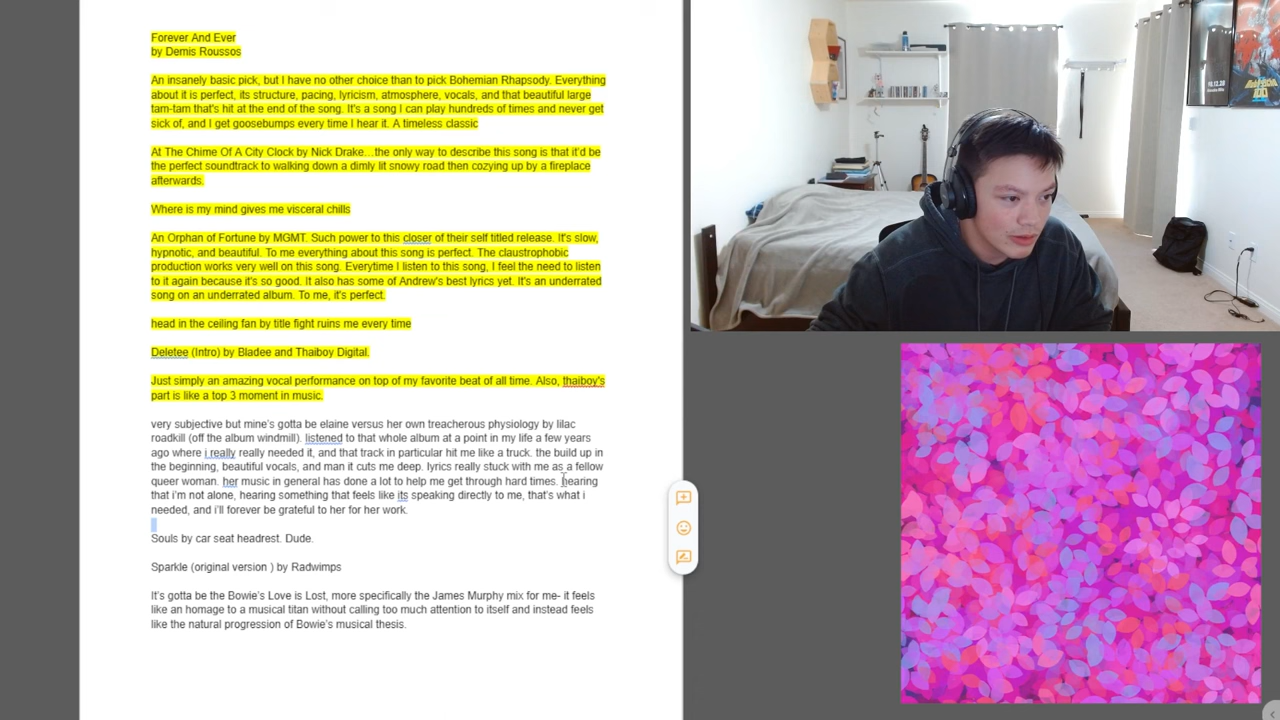 Forever And Ever
by Demis Roussos
An insanely basic pick, but I have no other choice than to pick Bohemian Rhapsody. Everything
about it is perfect, its structure, pacing, lyricism, atmosphere, vocals, and that beautiful large
tam-tam that's hit at the end of the song. It's a song I can play hundreds of times and never get
sick of, and I get goosebumps every time I hear it. A timeless classic
At The Chime Of A City Clock by Nick Drake…the only way to describe this song is that it'd be
the perfect soundtrack to walking down a dimly lit snowy road then cozying up by a fireplace
afterwards.
Where is my mind gives me visceral chills
An Orphan of Fortune by MGMT. Such power to this closer of their self titled release. It's slow,
hypnotic, and beautiful. To me everything about this song is perfect. The claustrophobic
production works very well on this song. Everytime I listen to this song, I feel the need to listen
to it again because it's so good. It also has some of Andrew's best lyrics yet. It's an underrated
song on an underrated album. To me, it's perfect.
head in the ceiling fan by title fight ruins me every time
Deletee (Intro) by Bladee and Thaiboy Digital.
Just simply an amazing vocal performance on top of my favorite beat of all time. Also, thaiboy's
part is like a top 3 moment in music.
very subjective but mine's gotta be elaine versus her own treacherous physiology by lilac
roadkill (off the album windmill). listened to that whole album at a point in my life a few years
ago where i really really needed it, and that track in particular hit me like a truck. the build up in
the beginning, beautiful vocals, and man it cuts me deep. lyrics really stuck with me as a fellow
queer woman. her music in general has done a lot to help me get through hard times. hearing
that i'm not alone, hearing something that feels like its speaking directly to me, that's what i
needed, and i'll forever be grateful to her for her work.
Souls by car seat headrest. Dude.
Sparkle (original version ) by Radwimps
It's gotta be the Bowie's Love is Lost, more specifically the James Murphy mix for me- it feels
like an homage to a musical titan without calling too much attention to itself and instead feels
like the natural progression of Bowie's musical thesis.